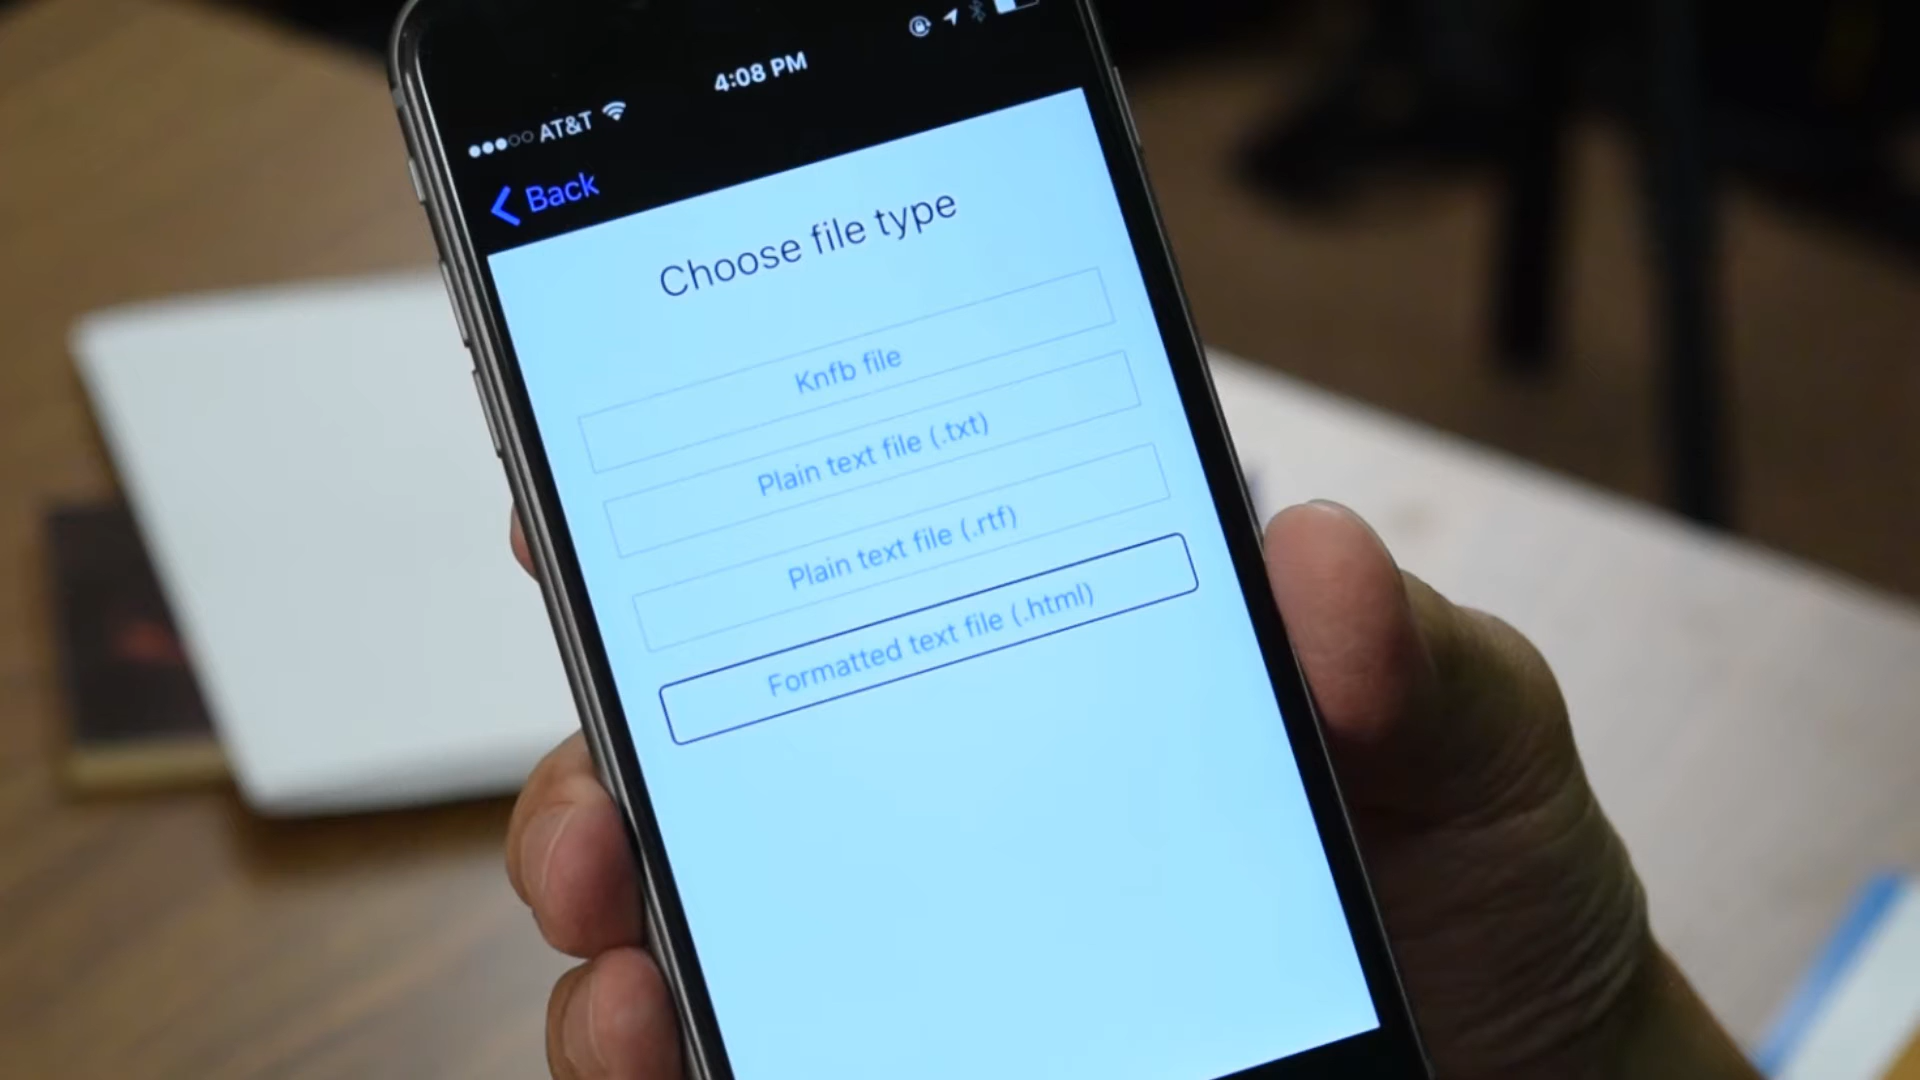 4:08 PM
AT&T
Back
Choose file type
Knfb file
Plain text file (.txt)
Plain text file (.rtf)
Formatted text file (.html)